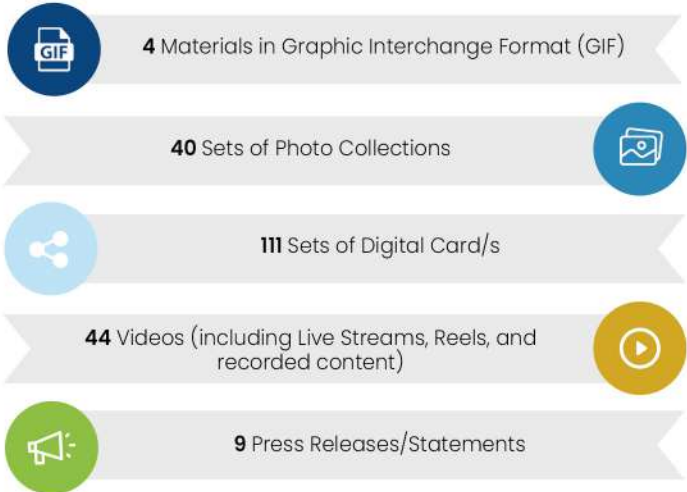 GIF
4 Materials in Graphic Interchange Format (GIF)
40 Sets of Photo Collections
111 Sets of Digital Card/s
44 Videos (including Live Streams, Reels, and
recorded content)
9 Press Releases/Statements